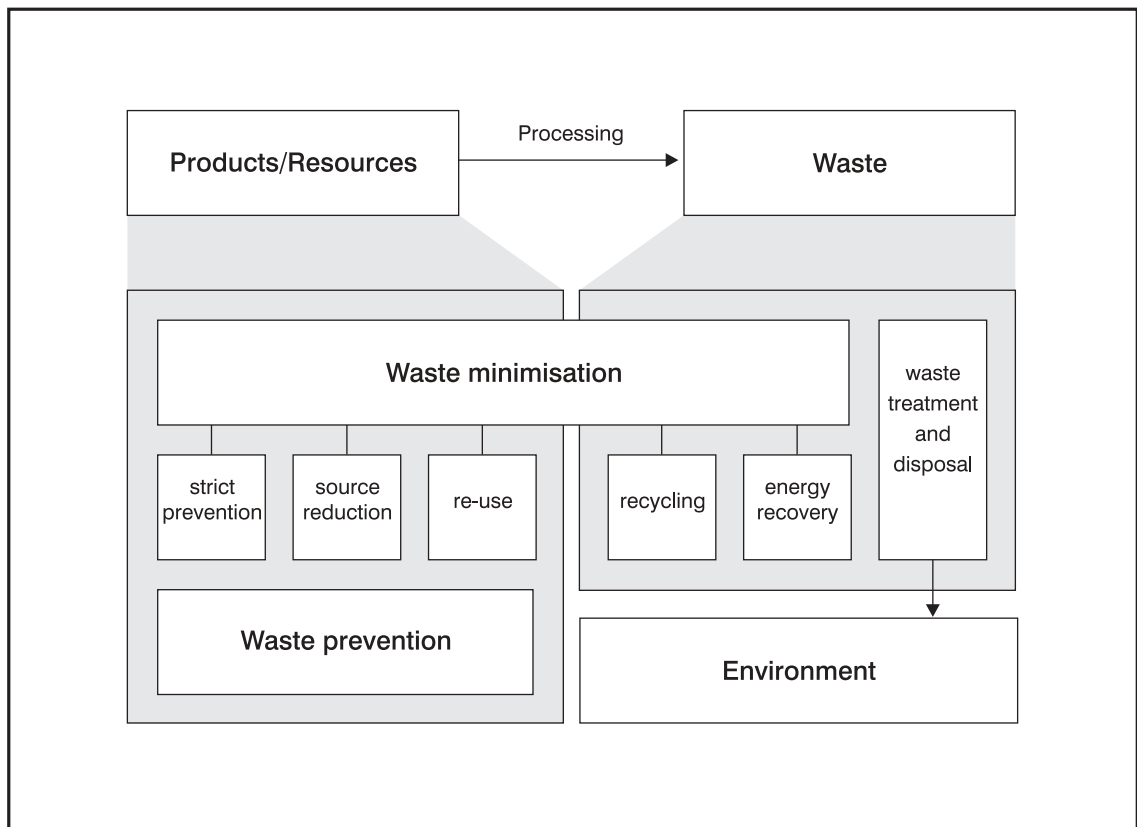 Processing
Products/Resources
Waste
Waste minimisation
waste
treatment
and
disposal
strict
prevention
source
reduction
re-use
recycling
energy
recovery
Waste prevention
Environment